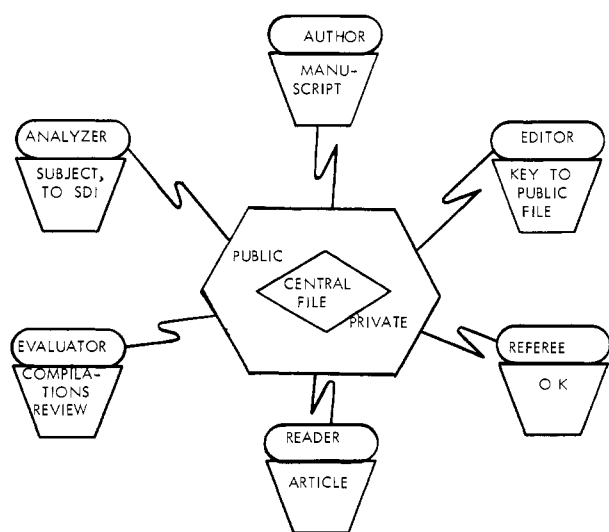 AUTHOR
MANU-
SCRIPT
ANALYZER
SUBJECT,
TO SDI
EDITOR
KEY TO
PUBLIC
FILE
PUBLIC
CENTRAL
FILE
PRIVATE
EVALUATOR
COMPILA-
TIONS
REVIEW
REFEREE
OK
READER
ARTICLE